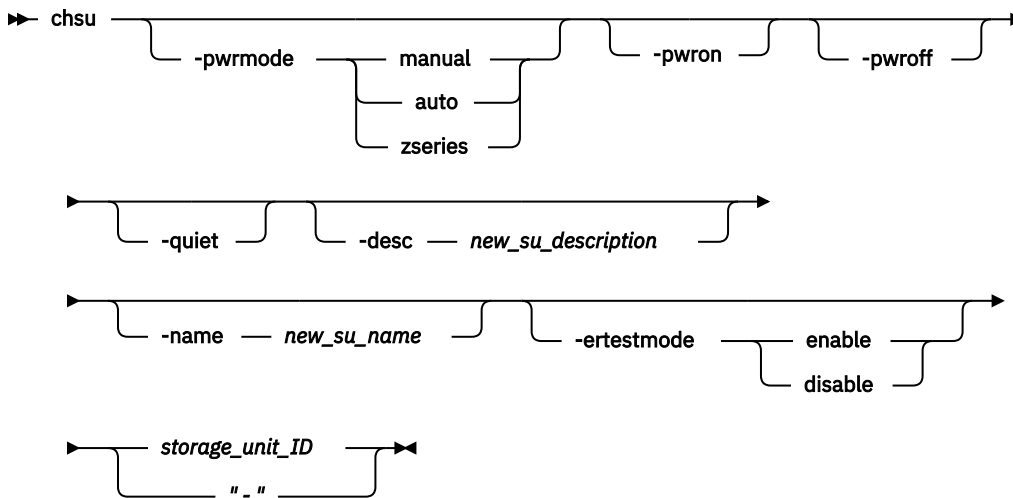 chsu
-pwrmode manual -pwron -pwroff
auto
zseries
-quiet -desc new_su_description
-name new_su_name -ertestmode enable
disable
storage_unit_ID
" - "